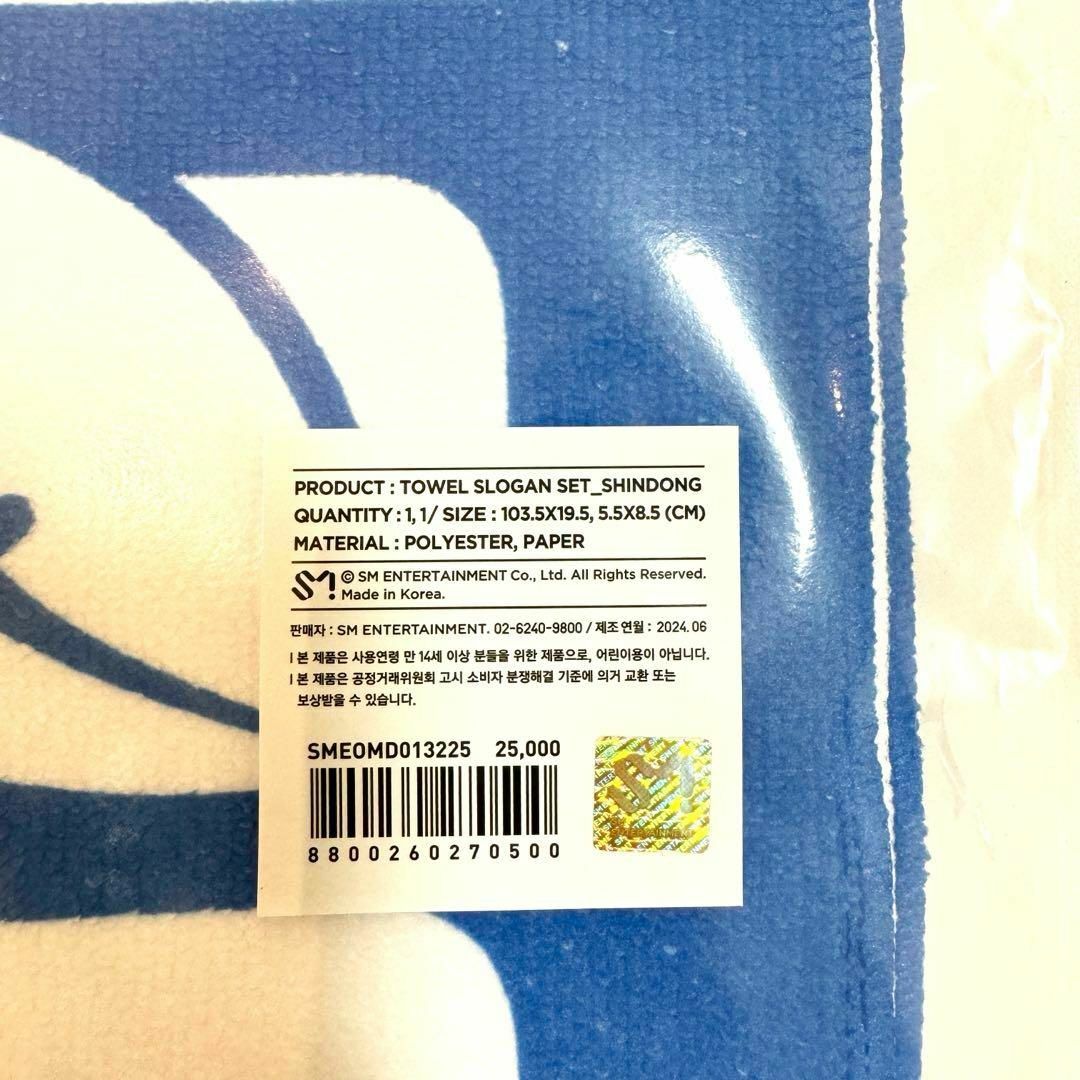 PRODUCT : TOWEL SLOGAN SET_SHINDONG
QUANTITY : 1, 1/ SIZE : 103.5X19.5, 5.5X8.5 (CM)
MATERIAL : POLYESTER, PAPER
SM
© SM ENTERTAINMENT Co., Ltd. All Rights Reserved.
Made in Korea.
판매자 : SM ENTERTAINMENT. 02-6240-9800 / 제조연월 : 2024. 06
I 본 제품은 사용연령 만 14세 이상 분들을 위한 제품으로, 어린이용이 아닙니다.
I 본 제품은 공정거래위원회 고시 소비자 분쟁해결 기준에 의거 교환 또는
보상받을 수 있습니다.
SMEOMD013225 25,000
8800260270500